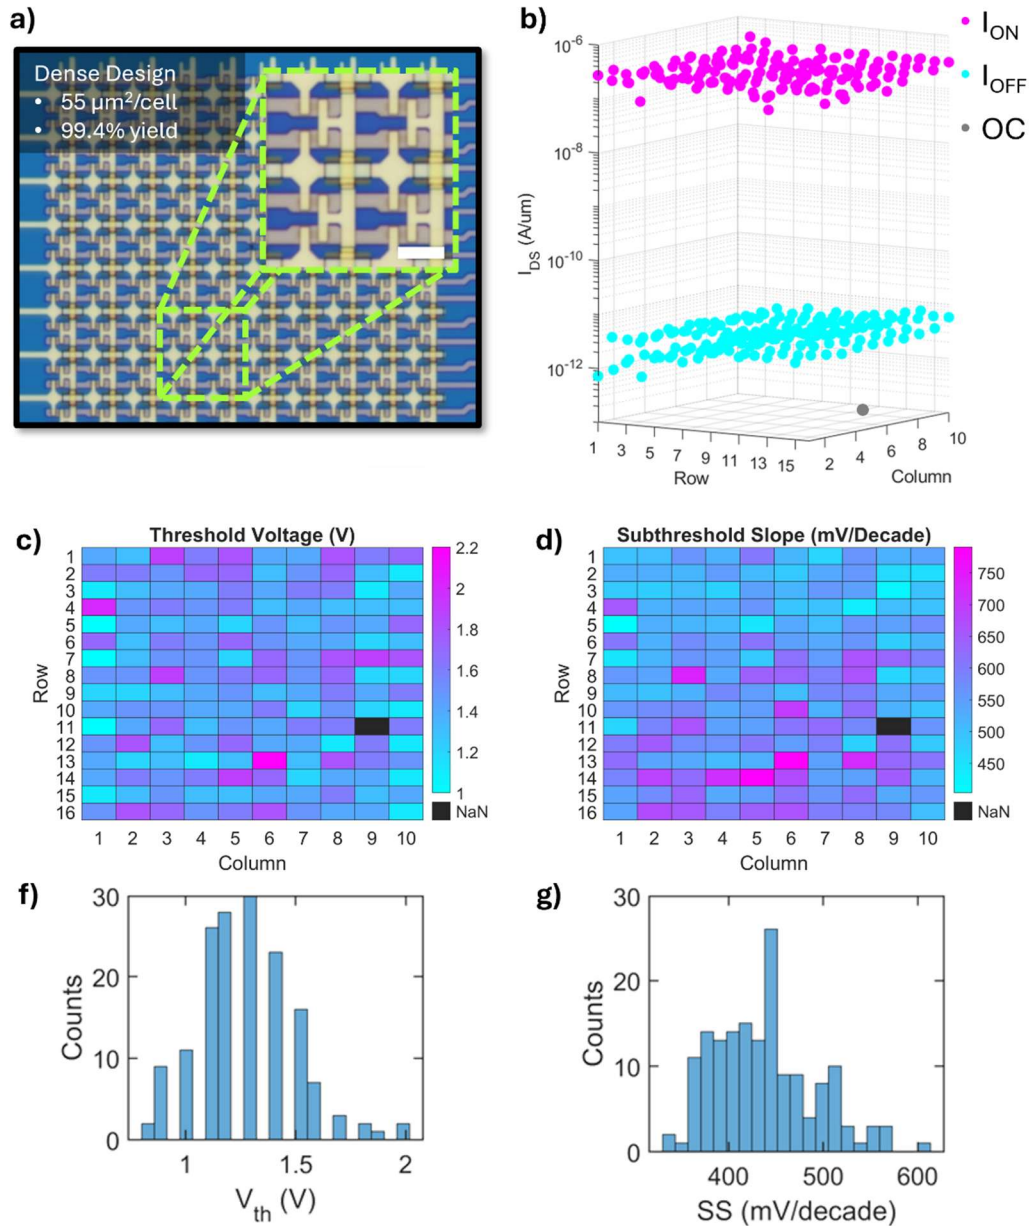 a)
Dense Design
• 55 µm²/cell
• 99.4% yield
b)
I_ON
I_OFF
OC
I_DS (A/um)
10⁻⁶
10⁻⁸
10⁻¹⁰
10⁻¹²
1 3 5 7 9 11 13 15
Row
2 4 6 8 10
Column
c)
Threshold Voltage (V)
Row
1
2
3
4
5
6
7
8
9
10
11
12
13
14
15
16
1 2 3 4 5 6 7 8 9 10
Column
2.2
2
1.8
1.6
1.4
1.2
1
NaN
d)
Subthreshold Slope (mV/Decade)
Row
1
2
3
4
5
6
7
8
9
10
11
12
13
14
15
16
1 2 3 4 5 6 7 8 9 10
Column
750
700
650
600
550
500
450
NaN
f)
Counts
30
20
10
0
1 1.5 2
V_th (V)
g)
Counts
30
20
10
0
400 500 600
SS (mV/decade)